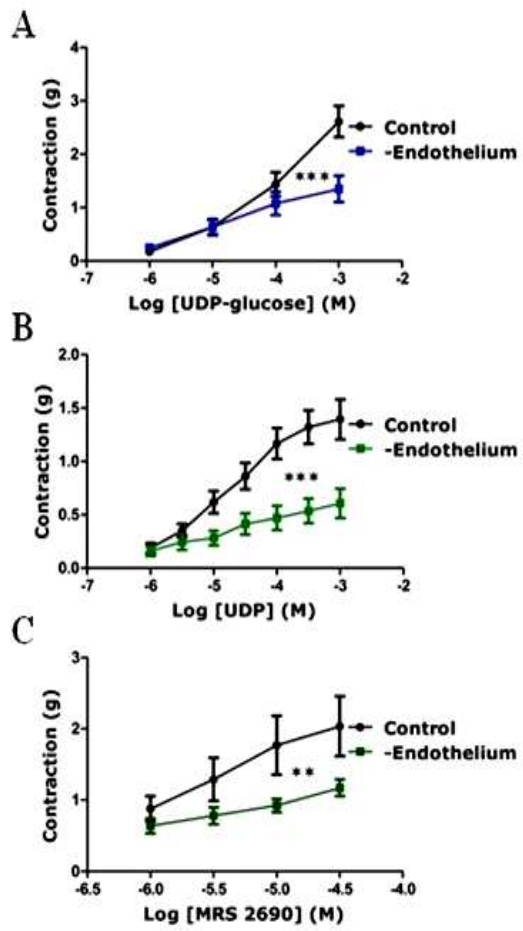 A
Contraction (g)
4
3
2
1
0
Control
-Endothelium
***
-7 -6 -5 -4 -3 -2
Log [UDP-glucose] (M)
B
Contraction (g)
2.0
1.5
1.0
0.5
0.0
Control
-Endothelium
***
-7 -6 -5 -4 -3 -2
Log [UDP] (M)
C
Contraction (g)
3
2
1
0
Control
-Endothelium
**
-6.5 -6.0 -5.5 -5.0 -4.5 -4.0
Log [MRS 2690] (M)